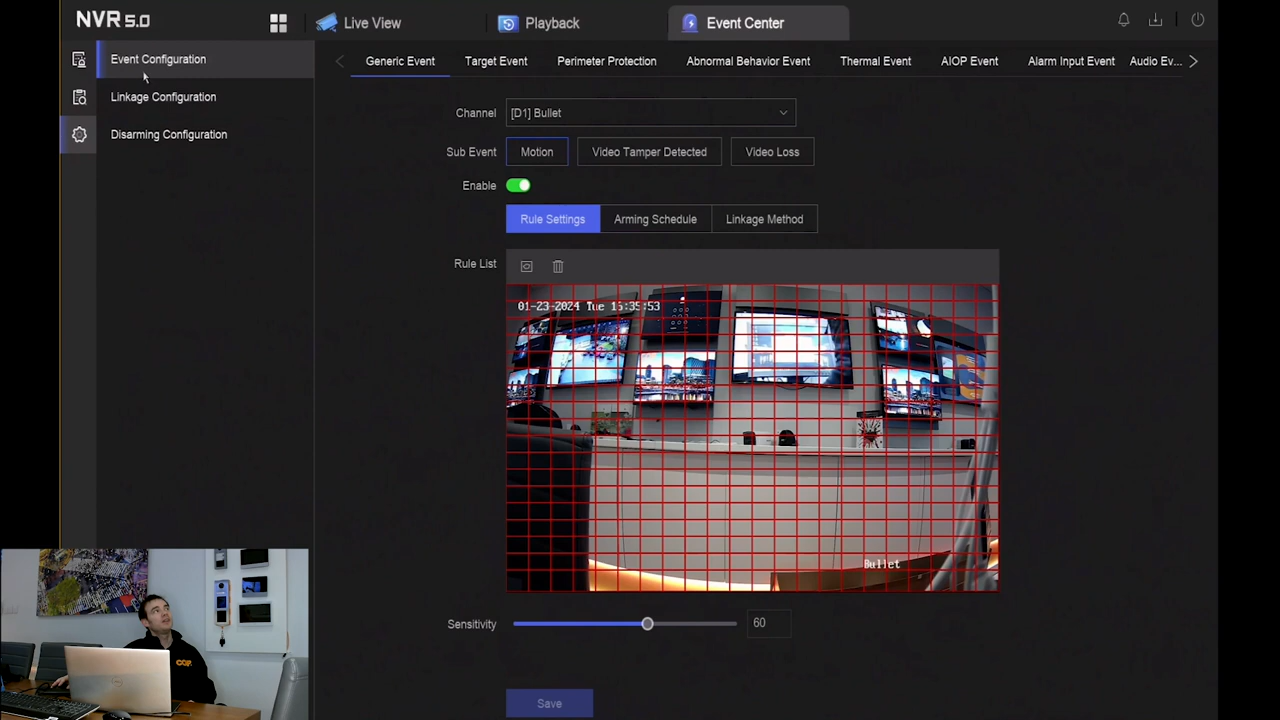 NVR 5.0
Live View
Playback
Event Center
Event Configuration
Linkage Configuration
Disarming Configuration
Generic Event
Target Event
Perimeter Protection
Abnormal Behavior Event
Thermal Event
AIOP Event
Alarm Input Event
Audio Ev...
Channel
[D1] Bullet
Sub Event
Motion
Video Tamper Detected
Video Loss
Enable
Rule Settings
Arming Schedule
Linkage Method
Rule List
01-23-2024 Tue 15:35:53
Bullet
Sensitivity
60
Save